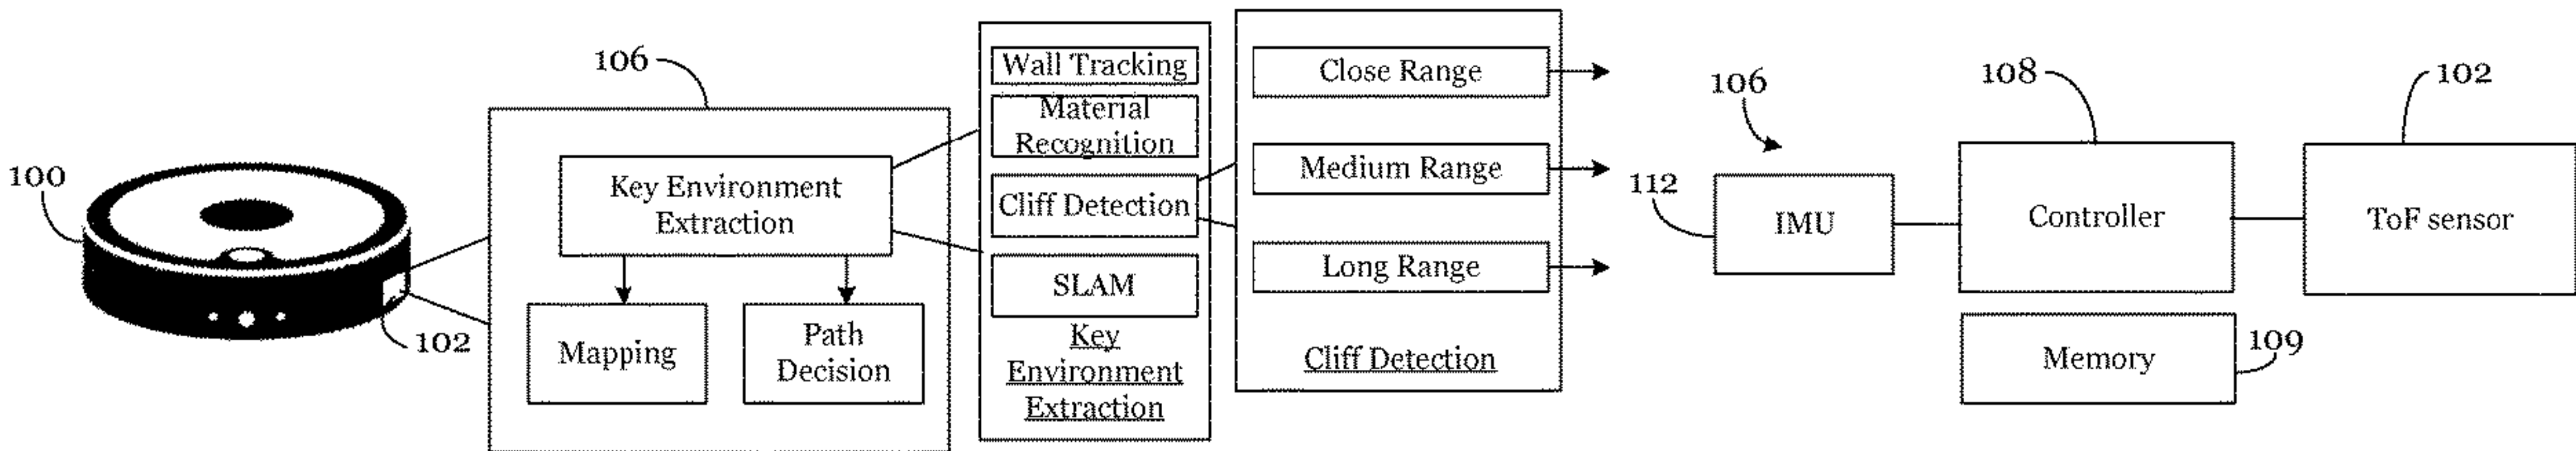 100
102
106
Key Environment
Extraction
Mapping
Path
Decision
Wall Tracking
Material
Recognition
Cliff Detection
SLAM
Key
Environment
Extraction
Close Range
Medium Range
Long Range
Cliff Detection
106
112
IMU
108
Controller
102
ToF sensor
Memory
109